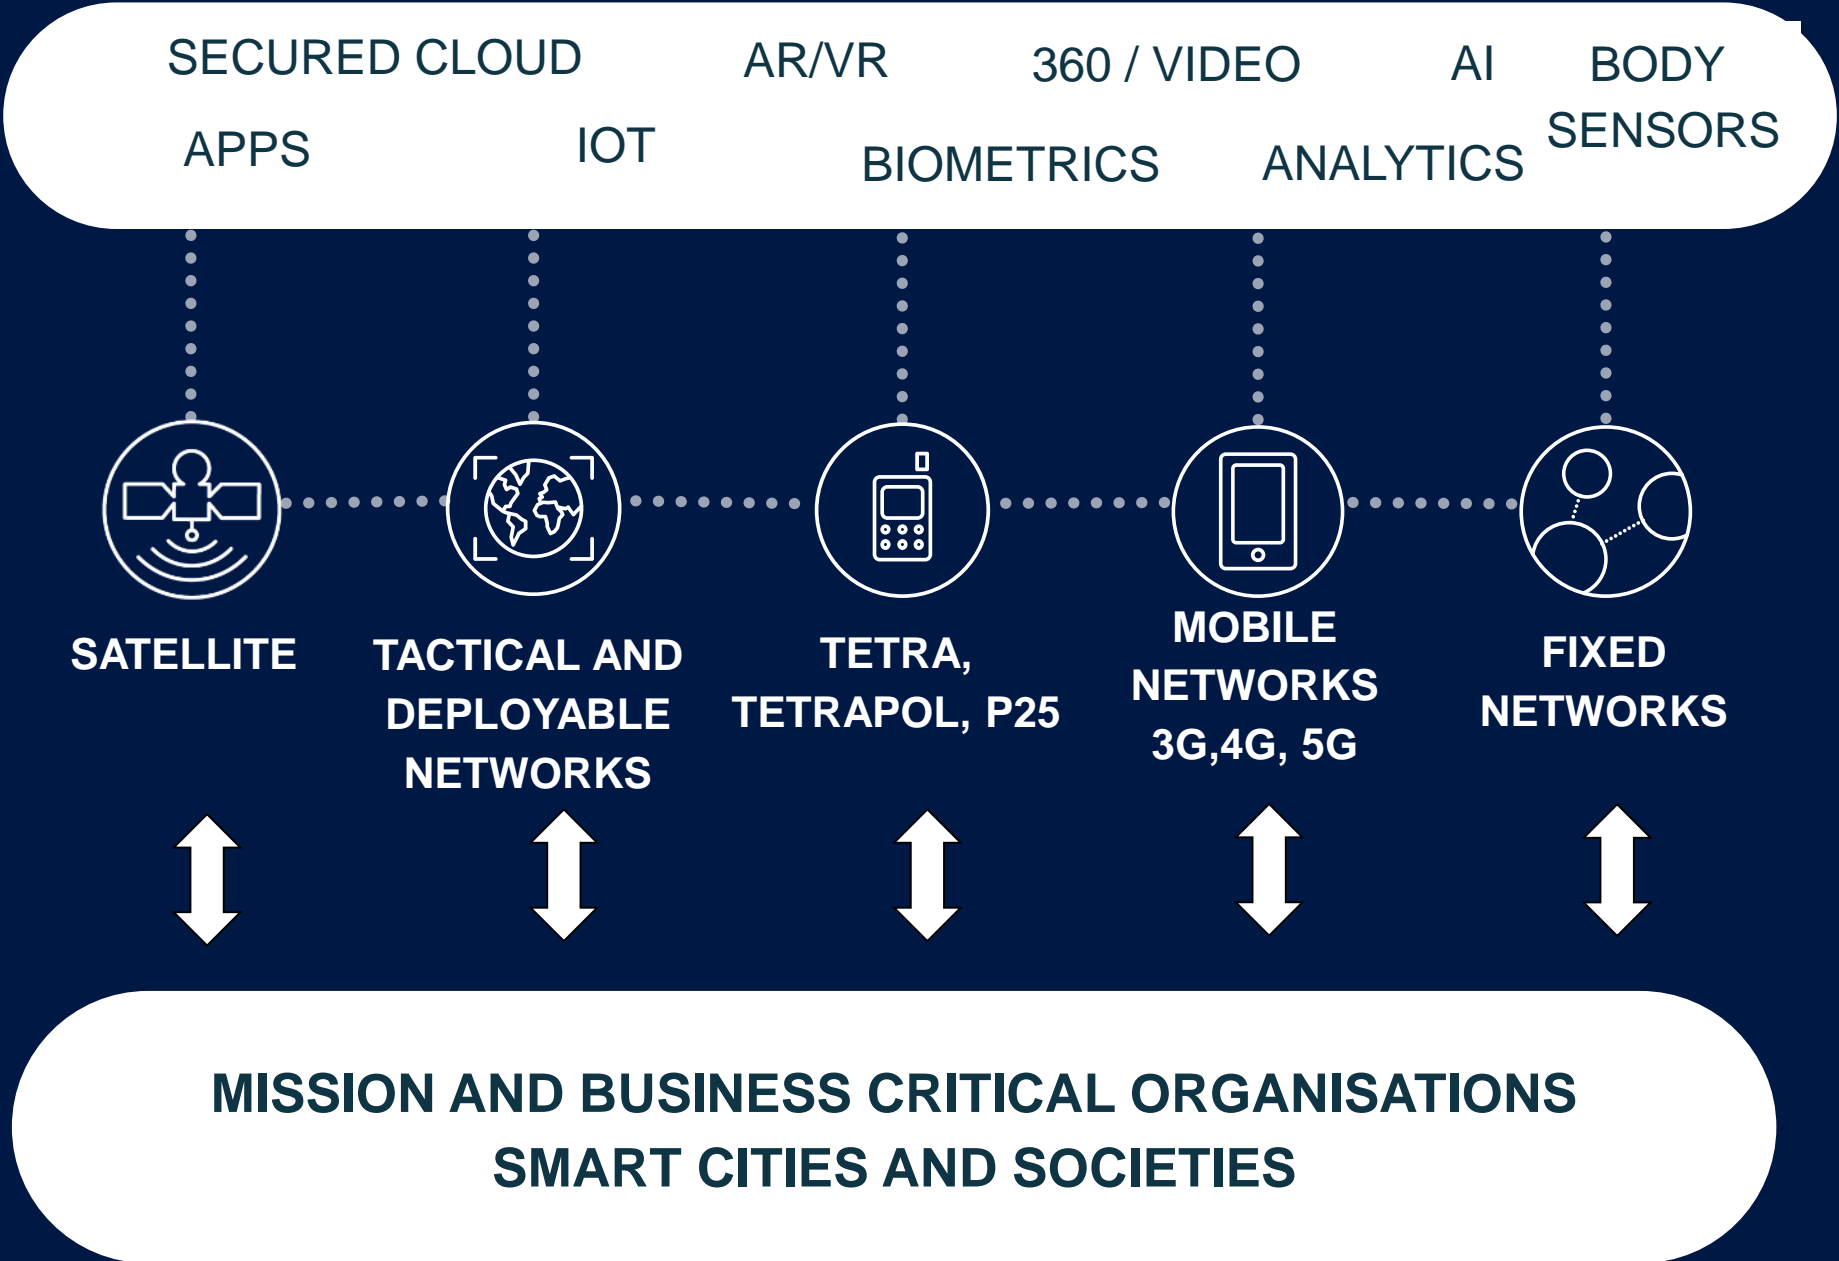 SECURED CLOUD
AR/VR
360 / VIDEO
AI
BODY
SENSORS
APPS
IOT
BIOMETRICS
ANALYTICS
SATELLITE
TACTICAL AND
DEPLOYABLE
NETWORKS
TETRA,
TETRAPOL, P25
MOBILE
NETWORKS
3G,4G, 5G
FIXED
NETWORKS
MISSION AND BUSINESS CRITICAL ORGANISATIONS
SMART CITIES AND SOCIETIES